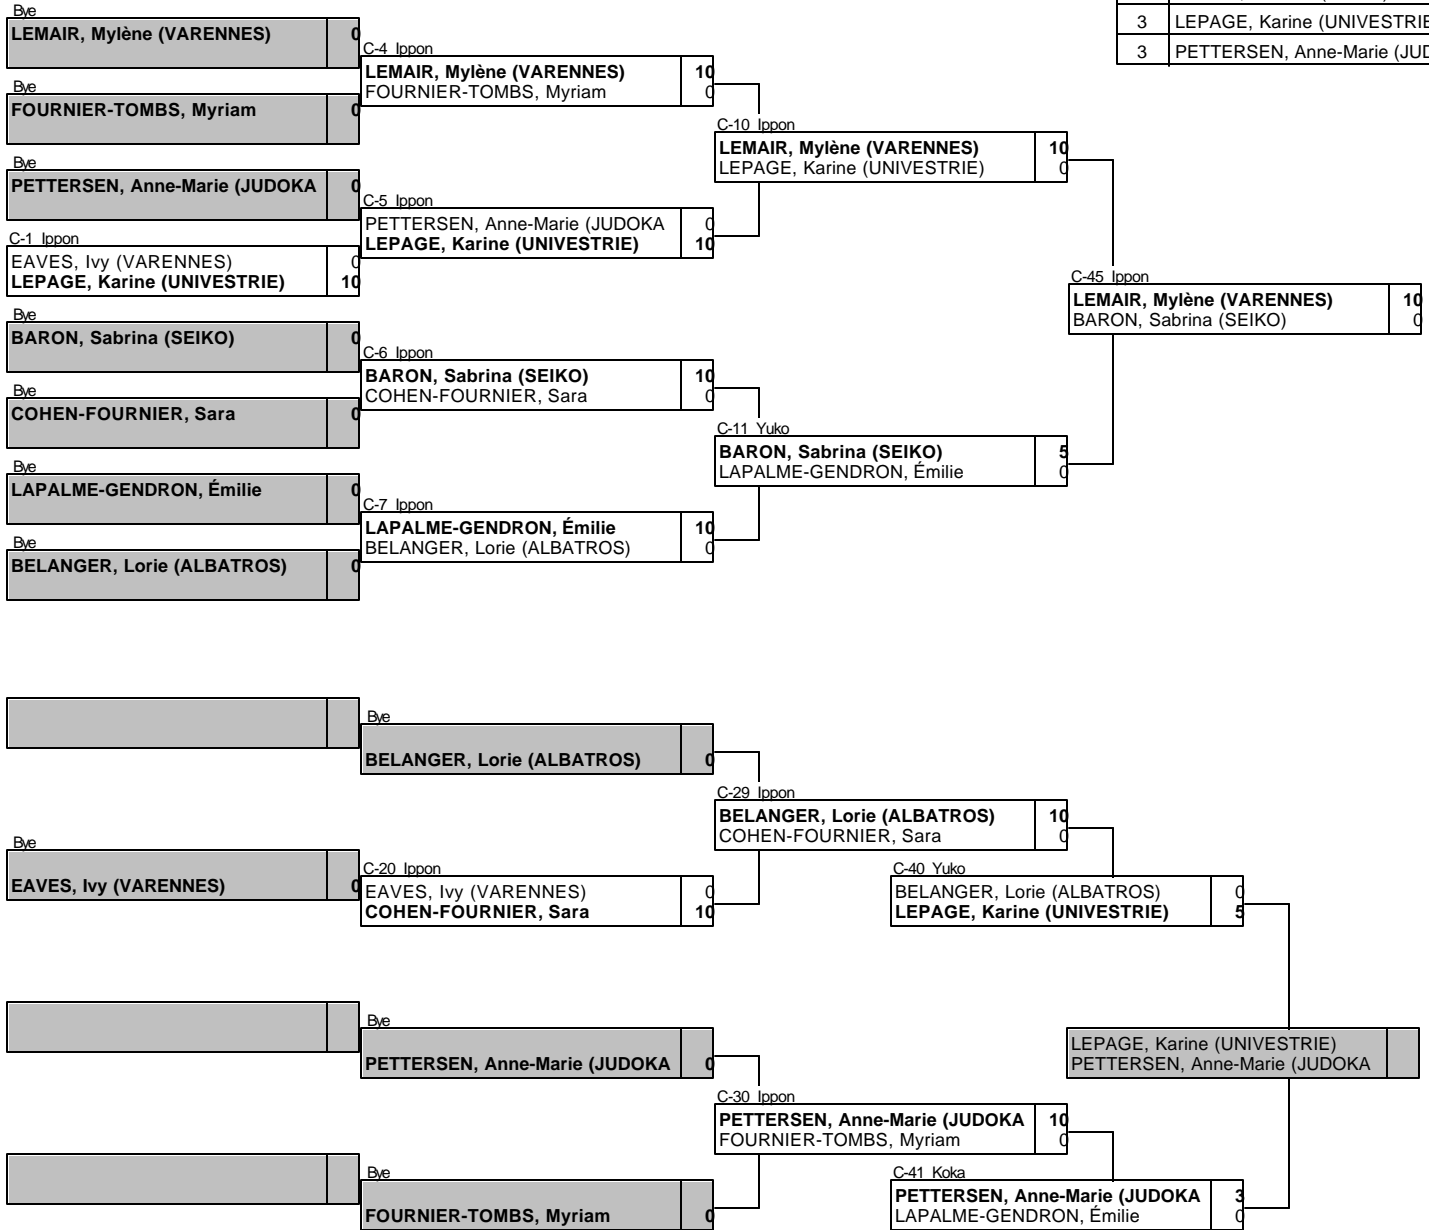 Bye
LEMAIR, Mylène (VARENNES) 0
Bye
FOURNIER-TOMBS, Myriam 0
Bye
PETTERSEN, Anne-Marie (JUDOKA 0
C-1 Ippon
EAVES, Ivy (VARENNES) 0
LEPAGE, Karine (UNIVESTRIE) 10
Bye
BARON, Sabrina (SEIKO) 0
Bye
COHEN-FOURNIER, Sara 0
Bye
LAPALME-GENDRON, Émilie 0
Bye
BELANGER, Lorie (ALBATROS) 0
C-4 Ippon
LEMAIR, Mylène (VARENNES) 10
FOURNIER-TOMBS, Myriam 0
C-5 Ippon
PETTERSEN, Anne-Marie (JUDOKA 0
LEPAGE, Karine (UNIVESTRIE) 10
C-6 Ippon
BARON, Sabrina (SEIKO) 10
COHEN-FOURNIER, Sara 0
C-7 Ippon
LAPALME-GENDRON, Émilie 10
BELANGER, Lorie (ALBATROS) 0
C-10 Ippon
LEMAIR, Mylène (VARENNES) 10
LEPAGE, Karine (UNIVESTRIE) 0
C-11 Yuko
BARON, Sabrina (SEIKO) 5
LAPALME-GENDRON, Émilie 0
C-45 Ippon
LEMAIR, Mylène (VARENNES) 10
BARON, Sabrina (SEIKO) 0
3 LEPAGE, Karine (UNIVESTRIE
3 PETTERSEN, Anne-Marie (JUD
Bye
EAVES, Ivy (VARENNES) 0
Bye
BELANGER, Lorie (ALBATROS) 0
C-20 Ippon
EAVES, Ivy (VARENNES) 0
COHEN-FOURNIER, Sara 10
Bye
PETTERSEN, Anne-Marie (JUDOKA 0
Bye
FOURNIER-TOMBS, Myriam 0
C-29 Ippon
BELANGER, Lorie (ALBATROS) 10
COHEN-FOURNIER, Sara 0
C-30 Ippon
PETTERSEN, Anne-Marie (JUDOKA 10
FOURNIER-TOMBS, Myriam 0
C-40 Yuko
BELANGER, Lorie (ALBATROS) 0
LEPAGE, Karine (UNIVESTRIE) 5
C-41 Koka
PETTERSEN, Anne-Marie (JUDOKA 3
LAPALME-GENDRON, Émilie 0
LEPAGE, Karine (UNIVESTRIE)
PETTERSEN, Anne-Marie (JUDOKA